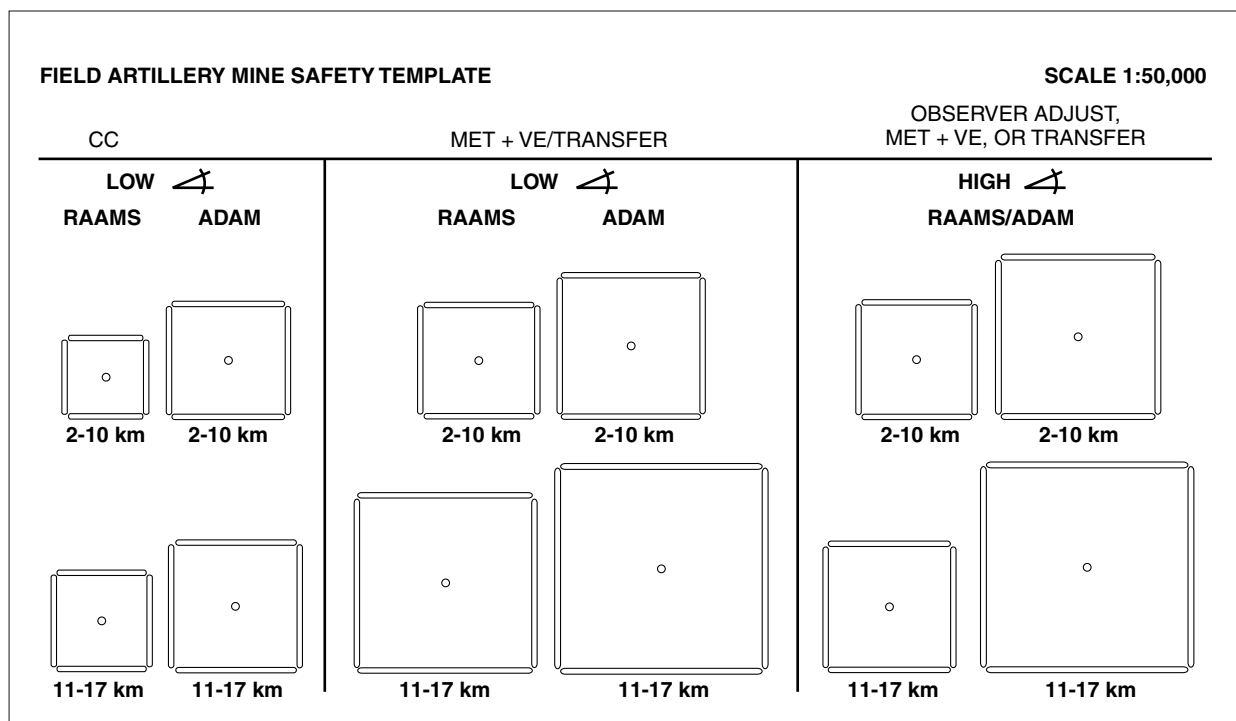 FIELD ARTILLERY MINE SAFETY TEMPLATE
SCALE 1:50,000
CC
MET + VE/TRANSFER
OBSERVER ADJUST,
MET + VE, OR TRANSFER
LOW
RAAMS ADAM
2-10 km 2-10 km
11-17 km 11-17 km
LOW
RAAMS ADAM
2-10 km 2-10 km
11-17 km 11-17 km
HIGH
RAAMS/ADAM
2-10 km 2-10 km
11-17 km 11-17 km